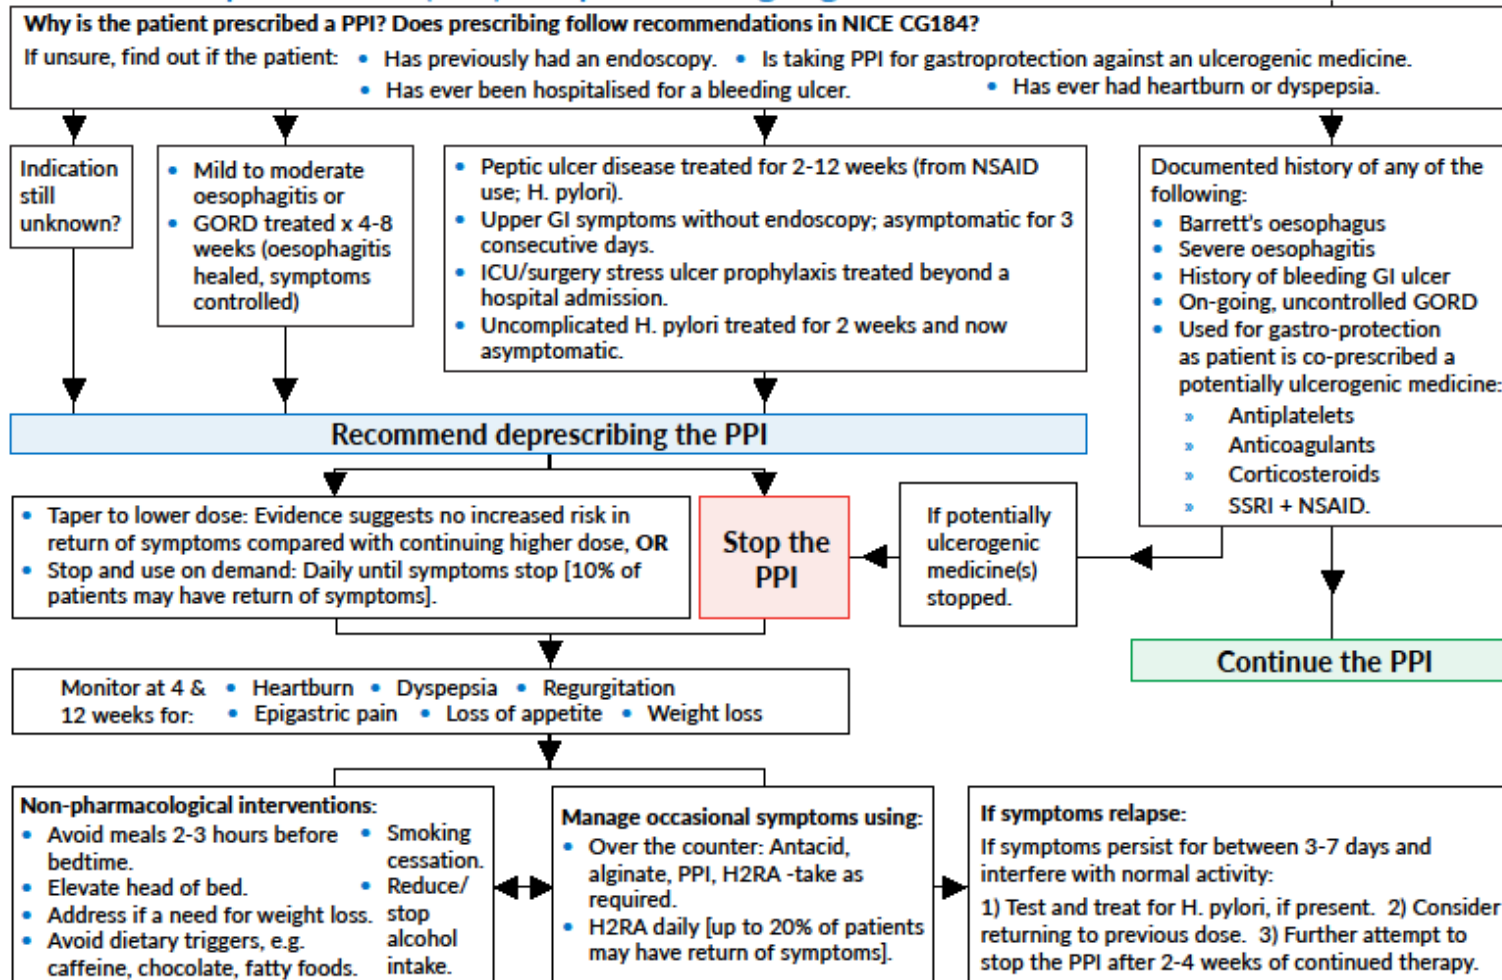 Why is the patient prescribed a PPI? Does prescribing follow recommendations in NICE CG184?
If unsure, find out if the patient: • Has previously had an endoscopy. • Is taking PPI for gastroprotection against an ulcerogenic medicine.
• Has ever been hospitalised for a bleeding ulcer. • Has ever had heartburn or dyspepsia.
Indication
still
unknown?
• Mild to moderate
oesophagitis or
• GORD treated x 4-8
weeks (oesophagitis
healed, symptoms
controlled)
• Peptic ulcer disease treated for 2-12 weeks (from NSAID
use; H. pylori).
• Upper GI symptoms without endoscopy; asymptomatic for 3
consecutive days.
• ICU/surgery stress ulcer prophylaxis treated beyond a
hospital admission.
• Uncomplicated H. pylori treated for 2 weeks and now
asymptomatic.
Documented history of any of the
following:
• Barrett's oesophagus
• Severe oesophagitis
• History of bleeding GI ulcer
• On-going, uncontrolled GORD
• Used for gastro-protection
as patient is co-prescribed a
potentially ulcerogenic medicine:
» Antiplatelets
» Anticoagulants
» Corticosteroids
» SSRI + NSAID.
Recommend deprescribing the PPI
• Taper to lower dose: Evidence suggests no increased risk in
return of symptoms compared with continuing higher dose, OR
• Stop and use on demand: Daily until symptoms stop [10% of
patients may have return of symptoms].
Stop the
PPI
If potentially
ulcerogenic
medicine(s)
stopped.
Continue the PPI
Monitor at 4 & • Heartburn • Dyspepsia • Regurgitation
12 weeks for: • Epigastric pain • Loss of appetite • Weight loss
Non-pharmacological interventions:
• Avoid meals 2-3 hours before
bedtime.
• Elevate head of bed.
• Address if a need for weight loss.
• Avoid dietary triggers, e.g.
caffeine, chocolate, fatty foods.
• Smoking
cessation.
• Reduce/
stop
alcohol
intake.
Manage occasional symptoms using:
• Over the counter: Antacid,
alginate, PPI, H2RA -take as
required.
• H2RA daily [up to 20% of patients
may have return of symptoms].
If symptoms relapse:
If symptoms persist for between 3-7 days and
interfere with normal activity:
1) Test and treat for H. pylori, if present. 2) Consider
returning to previous dose. 3) Further attempt to
stop the PPI after 2-4 weeks of continued therapy.